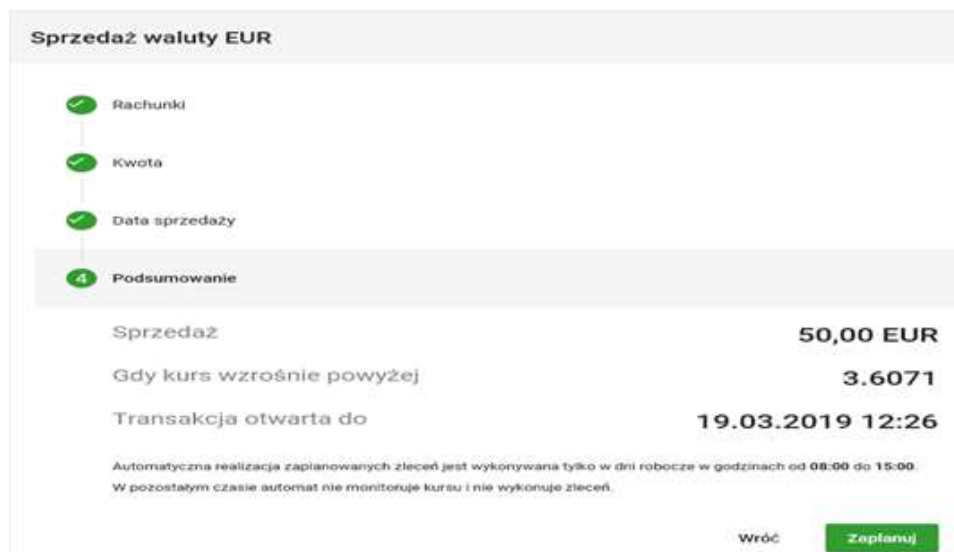 Sprzedaż waluty EUR
Rachunki
Kwota
Data sprzedaży
4 Podsumowanie
Sprzedaż 50,00 EUR
Gdy kurs wzrośnie powyżej 3.6071
Transakcja otwarta do 19.03.2019 12:26
Automatyczna realizacja zaplanowanych zleceń jest wykonywana tylko w dni robocze w godzinach od 08:00 do 15:00.
W pozostałym czasie automat nie monitoruje kursu i nie wykonuje zleceń.
Wróć Zaplanuj